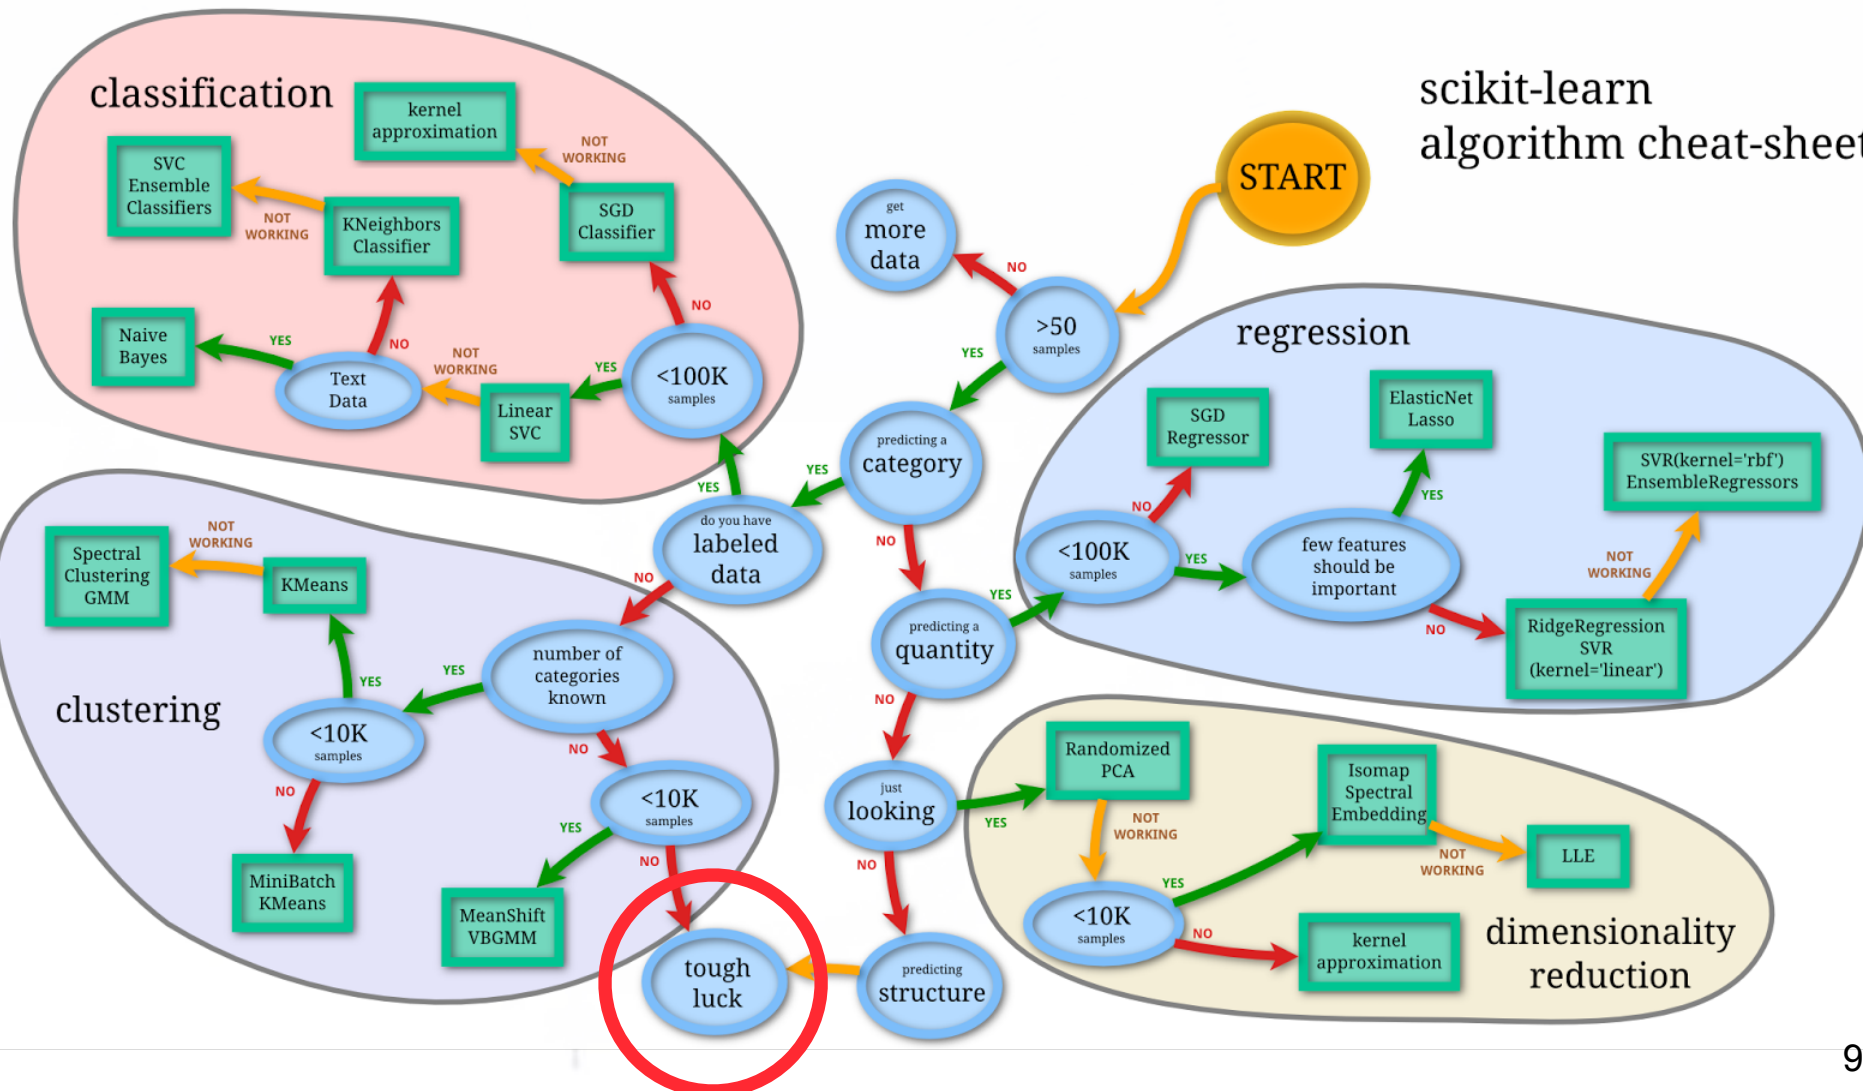 scikit-learn
algorithm cheat-sheet
START
get
more
data
NO
>50
samples
YES
predicting a
category
YES
NO
do you have
labeled
data
YES
NO
predicting a
quantity
YES
NO
just
looking
YES
NO
predicting
structure
tough
luck
classification
kernel
approximation
NOT
WORKING
SVC
Ensemble
Classifiers
NOT
WORKING
KNeighbors
Classifier
SGD
Classifier
NO
Naive
Bayes
YES
NO
Text
Data
NOT
WORKING
Linear
SVC
YES
<100K
samples
regression
SGD
Regressor
NO
<100K
samples
YES
ElasticNet
Lasso
YES
few features
should be
important
NO
SVR(kernel='rbf')
EnsembleRegressors
NOT
WORKING
RidgeRegression
SVR
(kernel='linear')
clustering
Spectral
Clustering
GMM
NOT
WORKING
KMeans
YES
<10K
samples
NO
MiniBatch
KMeans
number of
categories
known
YES
NO
<10K
samples
YES
NO
MeanShift
VBGMM
dimensionality
reduction
Randomized
PCA
NOT
WORKING
<10K
samples
YES
NO
Isomap
Spectral
Embedding
NOT
WORKING
LLE
kernel
approximation
9